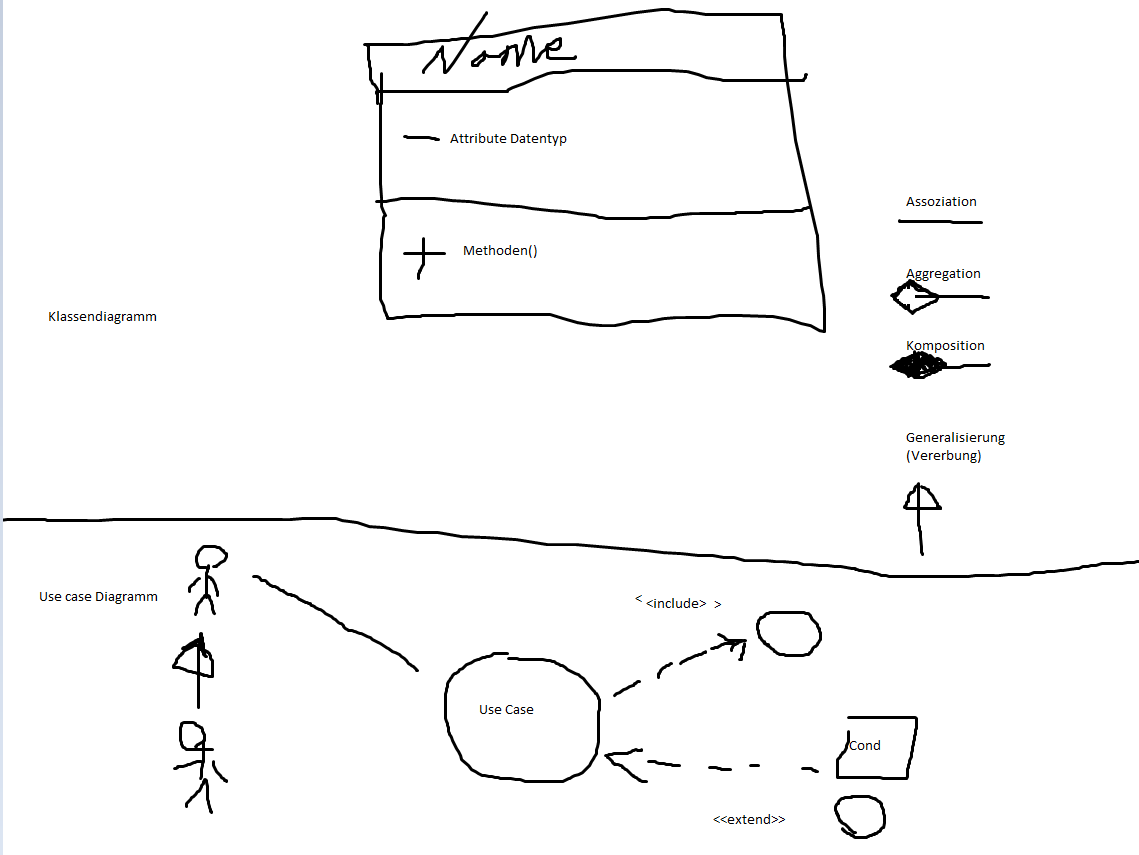 Name
— Attribute Datentyp
+ Methoden()
Assoziation
Aggregation
Komposition
Klassendiagramm
Generalisierung
(Vererbung)
Use case Diagramm
< <include> >
Use Case
Cond
<<extend>>